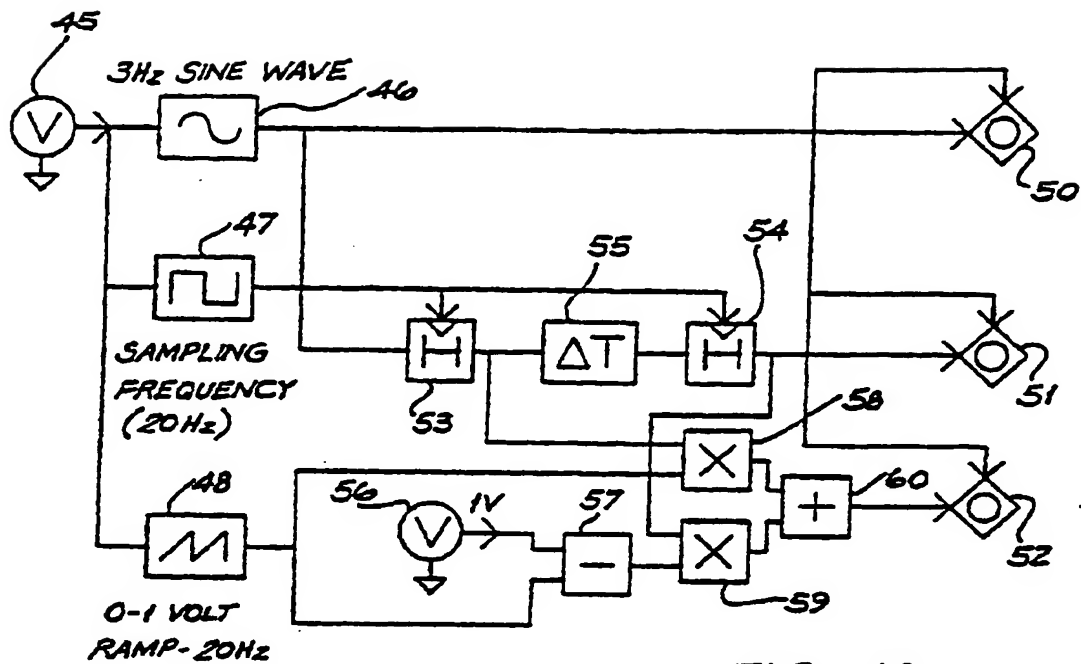 45
3Hz SINE WAVE
46
V
50
47
54
55
SAMPLING
FREQUENCY
(20Hz)
H
ΔT
H
53
51
58
48
56
1V
57
60
V
X
+
−
X
52
59
0-1 VOLT
RAMP-20Hz